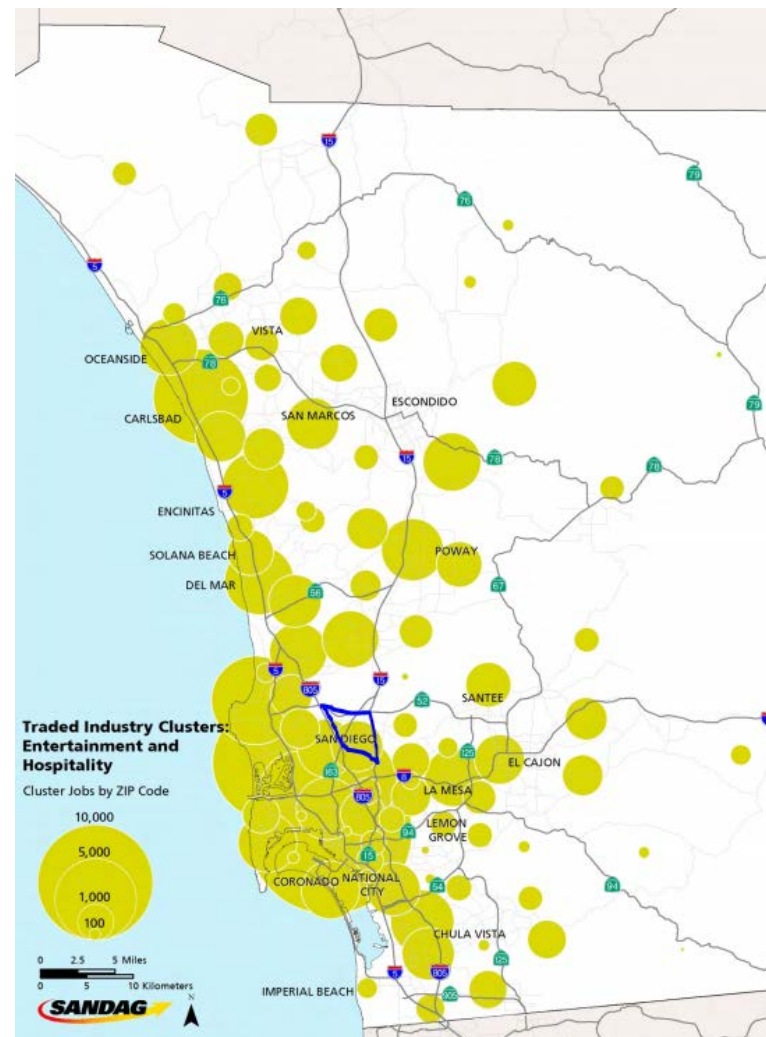 15
79
76
5
76
VISTA
OCEANSIDE
78
ESCONDIDO
79
CARLSBAD
SAN MARCOS
15
78
78
5
ENCINITAS
SOLANA BEACH
POWAY
DEL MAR
56
67
5
15
805
SANTEE
52
Traded Industry Clusters:
Entertainment and
Hospitality
SAN DIEGO
125
EL CAJON
163
8
Cluster Jobs by ZIP Code
LA MESA
805
10,000
LEMON
GROVE
94
5,000
15
CORONADO
NATIONAL
CITY
54
94
1,000
100
CHULA VISTA
0 2.5 5 Miles
125
0 5 10 Kilometers
5
805
IMPERIAL BEACH
905
SANDAG
N